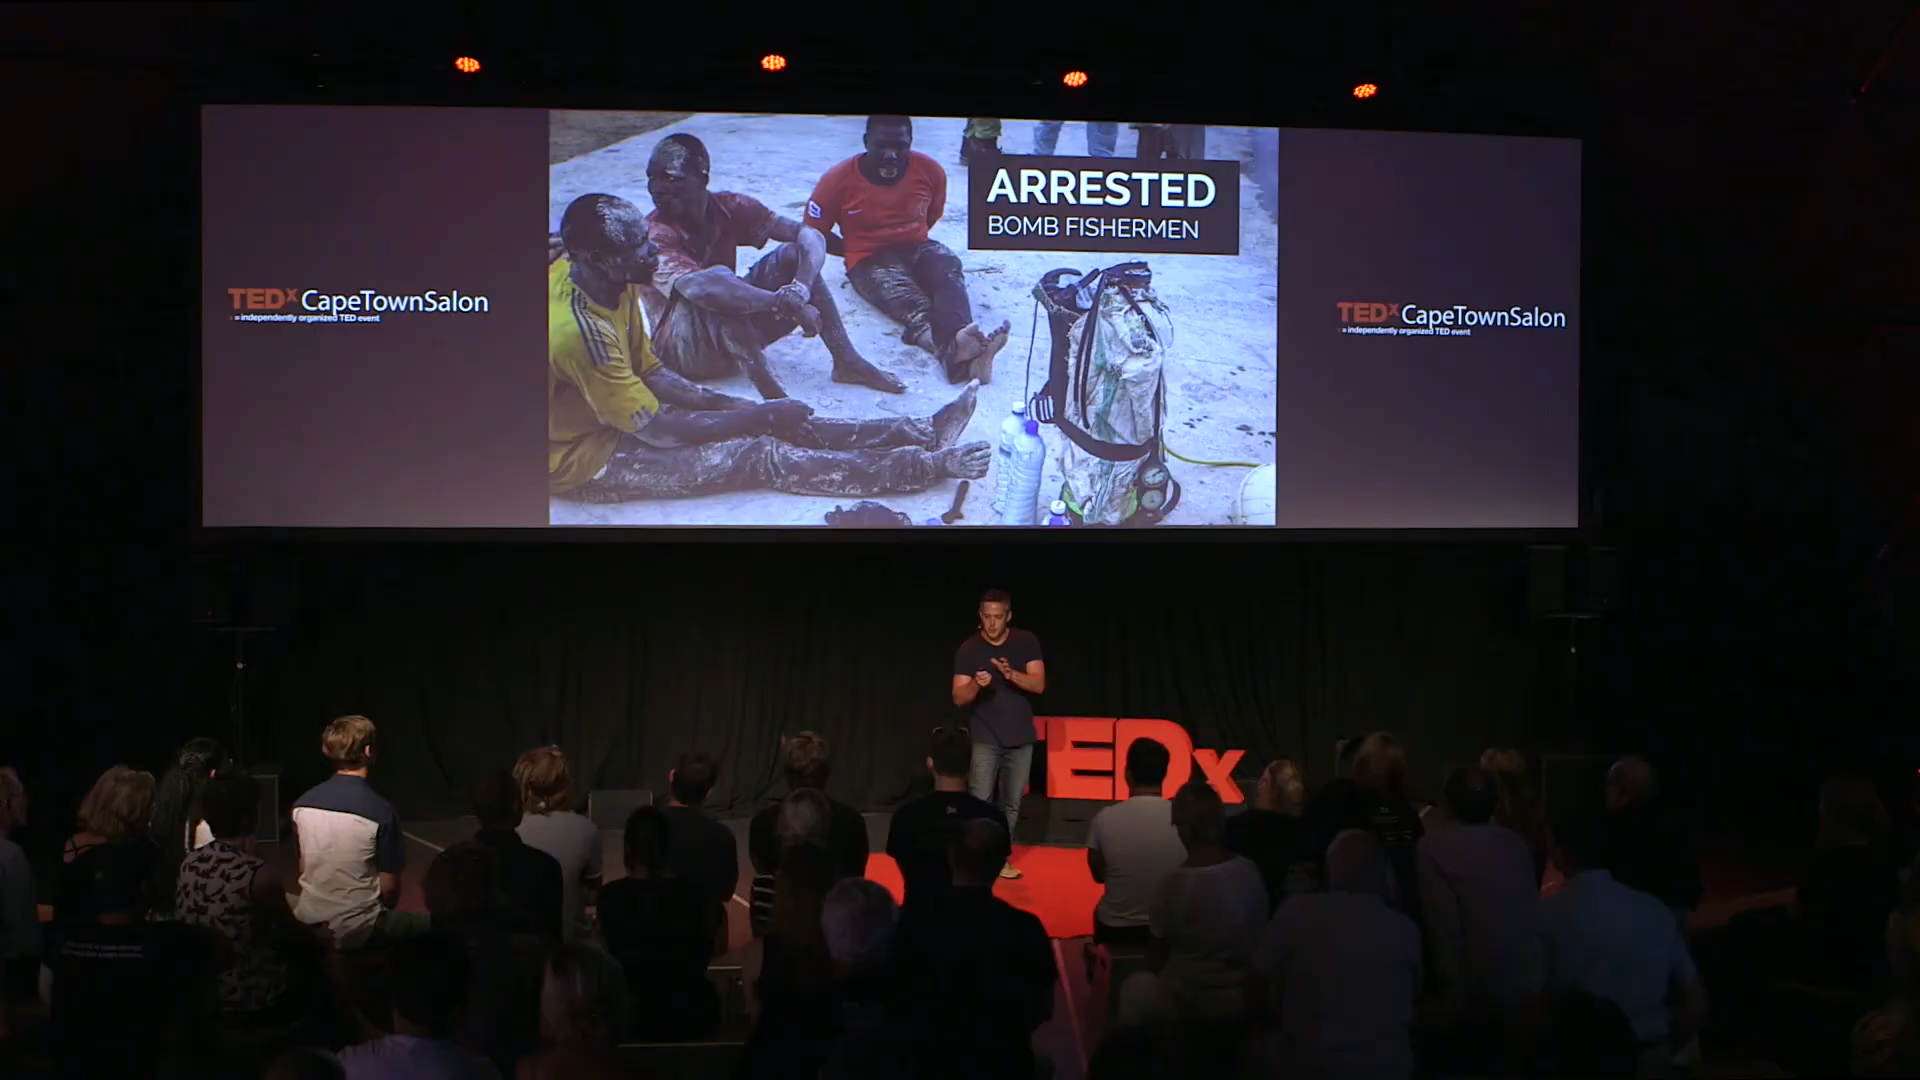 ARRESTED
BOMB FISHERMEN
TEDx CapeTownSalon
x = independently organized TED event
TEDx CapeTownSalon
x = independently organized TED event
TEDx